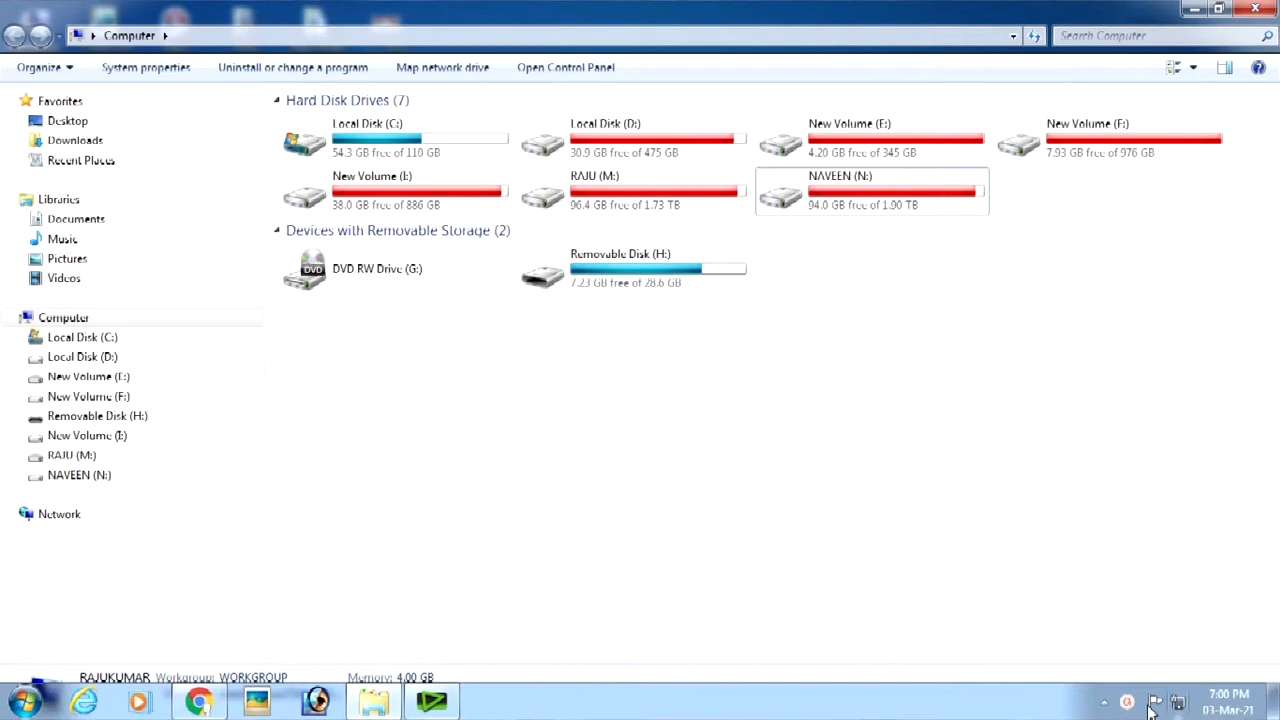 Computer
Search Computer
Organize
System properties
Uninstall or change a program
Map network drive
Open Control Panel
Favorites
Desktop
Downloads
Recent Places
Libraries
Documents
Music
Pictures
Videos
Computer
Local Disk (C:)
Local Disk (D:)
New Volume (E:)
New Volume (F:)
Removable Disk (H:)
New Volume (I:)
RAJU (M:)
NAVEEN (N:)
Network
Hard Disk Drives (7)
Local Disk (C:)
54.3 GB free of 110 GB
Local Disk (D:)
30.9 GB free of 475 GB
New Volume (E:)
4.20 GB free of 345 GB
New Volume (F:)
7.93 GB free of 976 GB
New Volume (I:)
38.0 GB free of 886 GB
RAJU (M:)
96.4 GB free of 1.73 TB
NAVEEN (N:)
94.0 GB free of 1.90 TB
Devices with Removable Storage (2)
DVD
DVD RW Drive (G:)
Removable Disk (H:)
7.23 GB free of 28.6 GB
RAJUKUMAR Workgroup: WORKGROUP Memory: 4.00 GB
7:00 PM
03-Mar-21